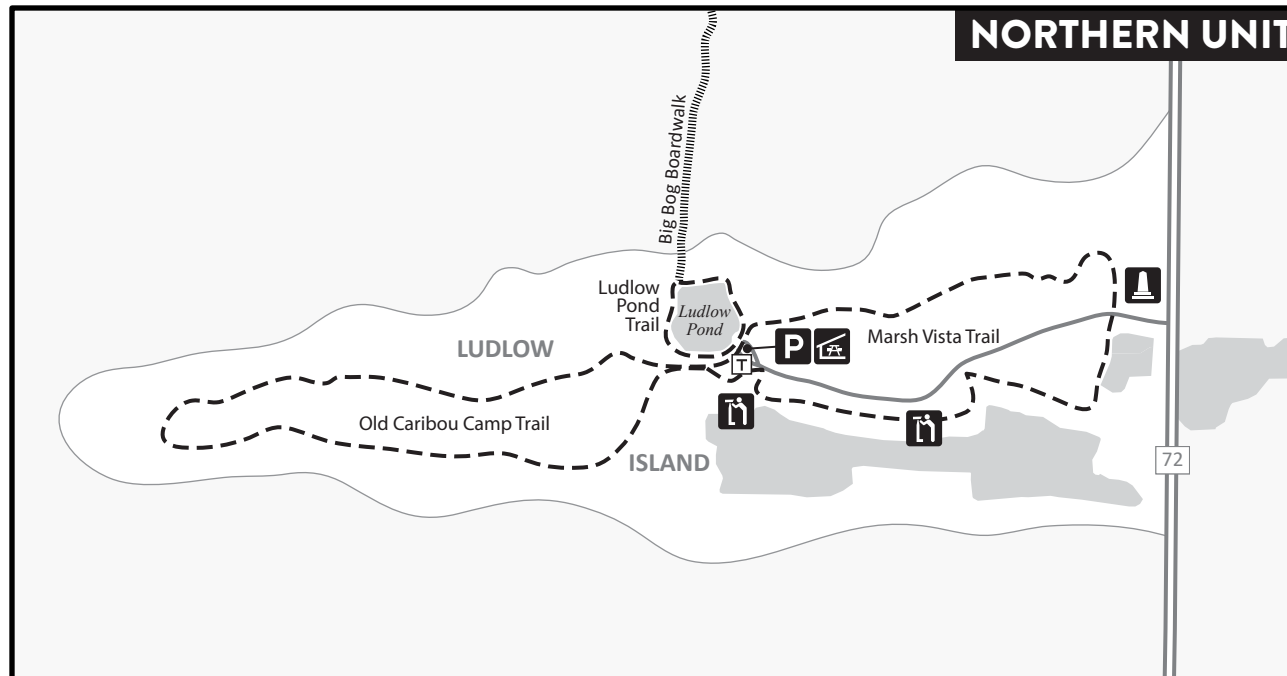 NORTHERN UNIT
Big Bog Boardwalk
Ludlow
Pond
Trail
Ludlow
Pond
P
T
Marsh Vista Trail
LUDLOW
Old Caribou Camp Trail
ISLAND
72